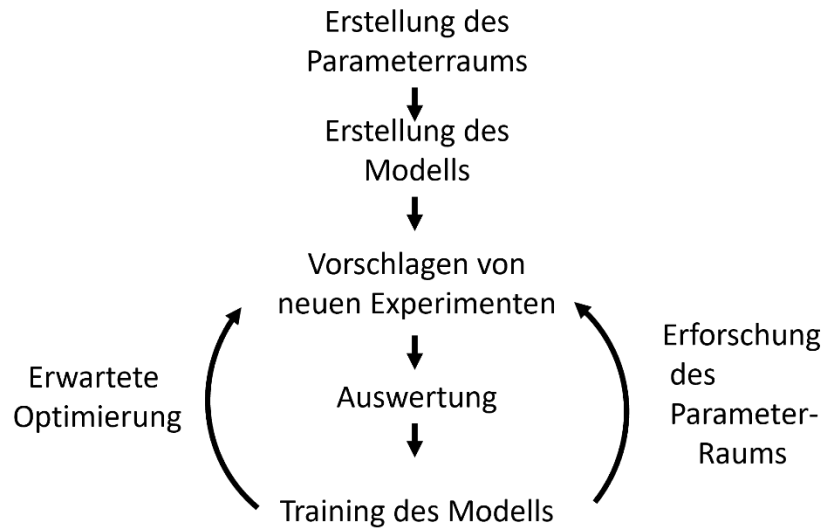 Erstellung des
Parameterraums
Erstellung des
Modells
Vorschlagen von
neuen Experimenten
Erwartete
Optimierung
Auswertung
Erforschung
des
Parameter-
Raums
Training des Modells